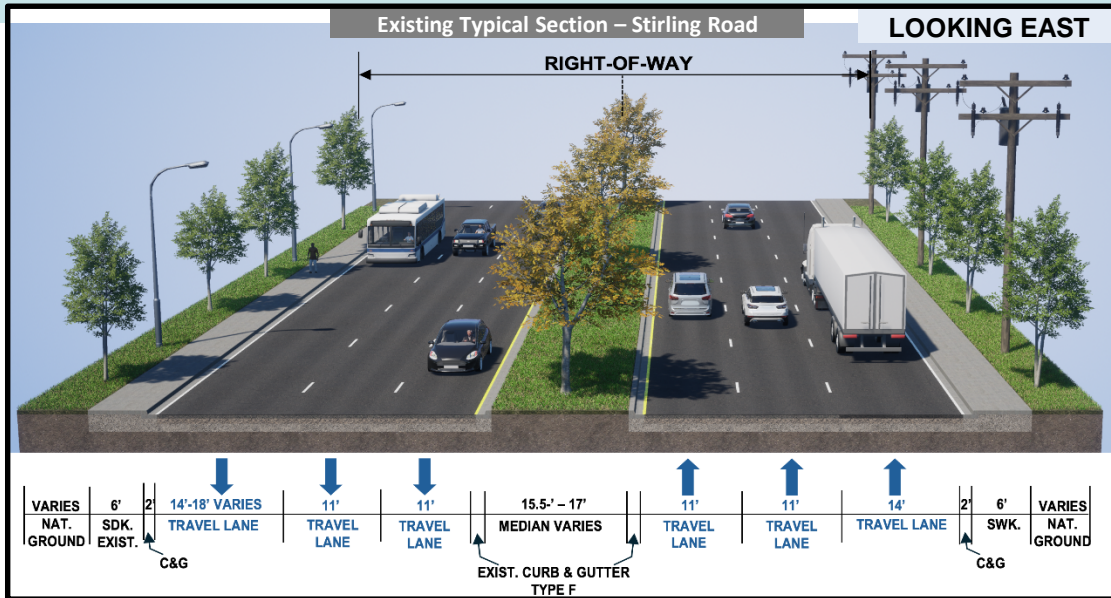 Existing Typical Section – Stirling Road
LOOKING EAST
RIGHT-OF-WAY
VARIES
NAT.
GROUND
6'
SDK.
EXIST.
2'
C&G
14'-18' VARIES
TRAVEL LANE
11'
TRAVEL
LANE
11'
TRAVEL
LANE
15.5-' – 17'
MEDIAN VARIES
EXIST. CURB & GUTTER
TYPE F
11'
TRAVEL
LANE
11'
TRAVEL
LANE
14'
TRAVEL LANE
2'
C&G
6'
SWK.
VARIES
NAT.
GROUND